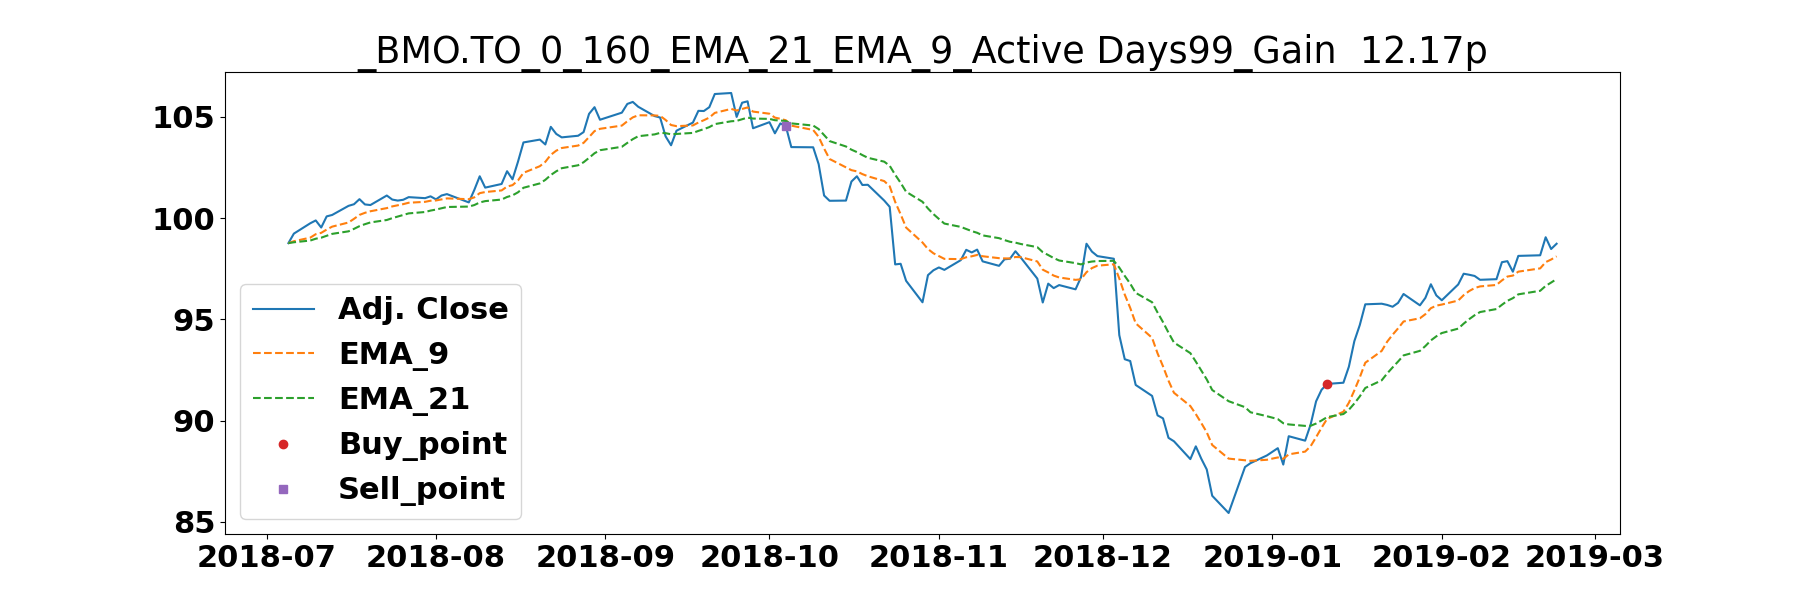 _BMO.TO_0_160_EMA_21_EMA_9_Active Days99_Gain  12.17p
105
100
95
90
85
Adj. Close
EMA_9
EMA_21
Buy_point
Sell_point
2018-07 2018-08 2018-09 2018-10 2018-11 2018-12 2019-01 2019-02 2019-03